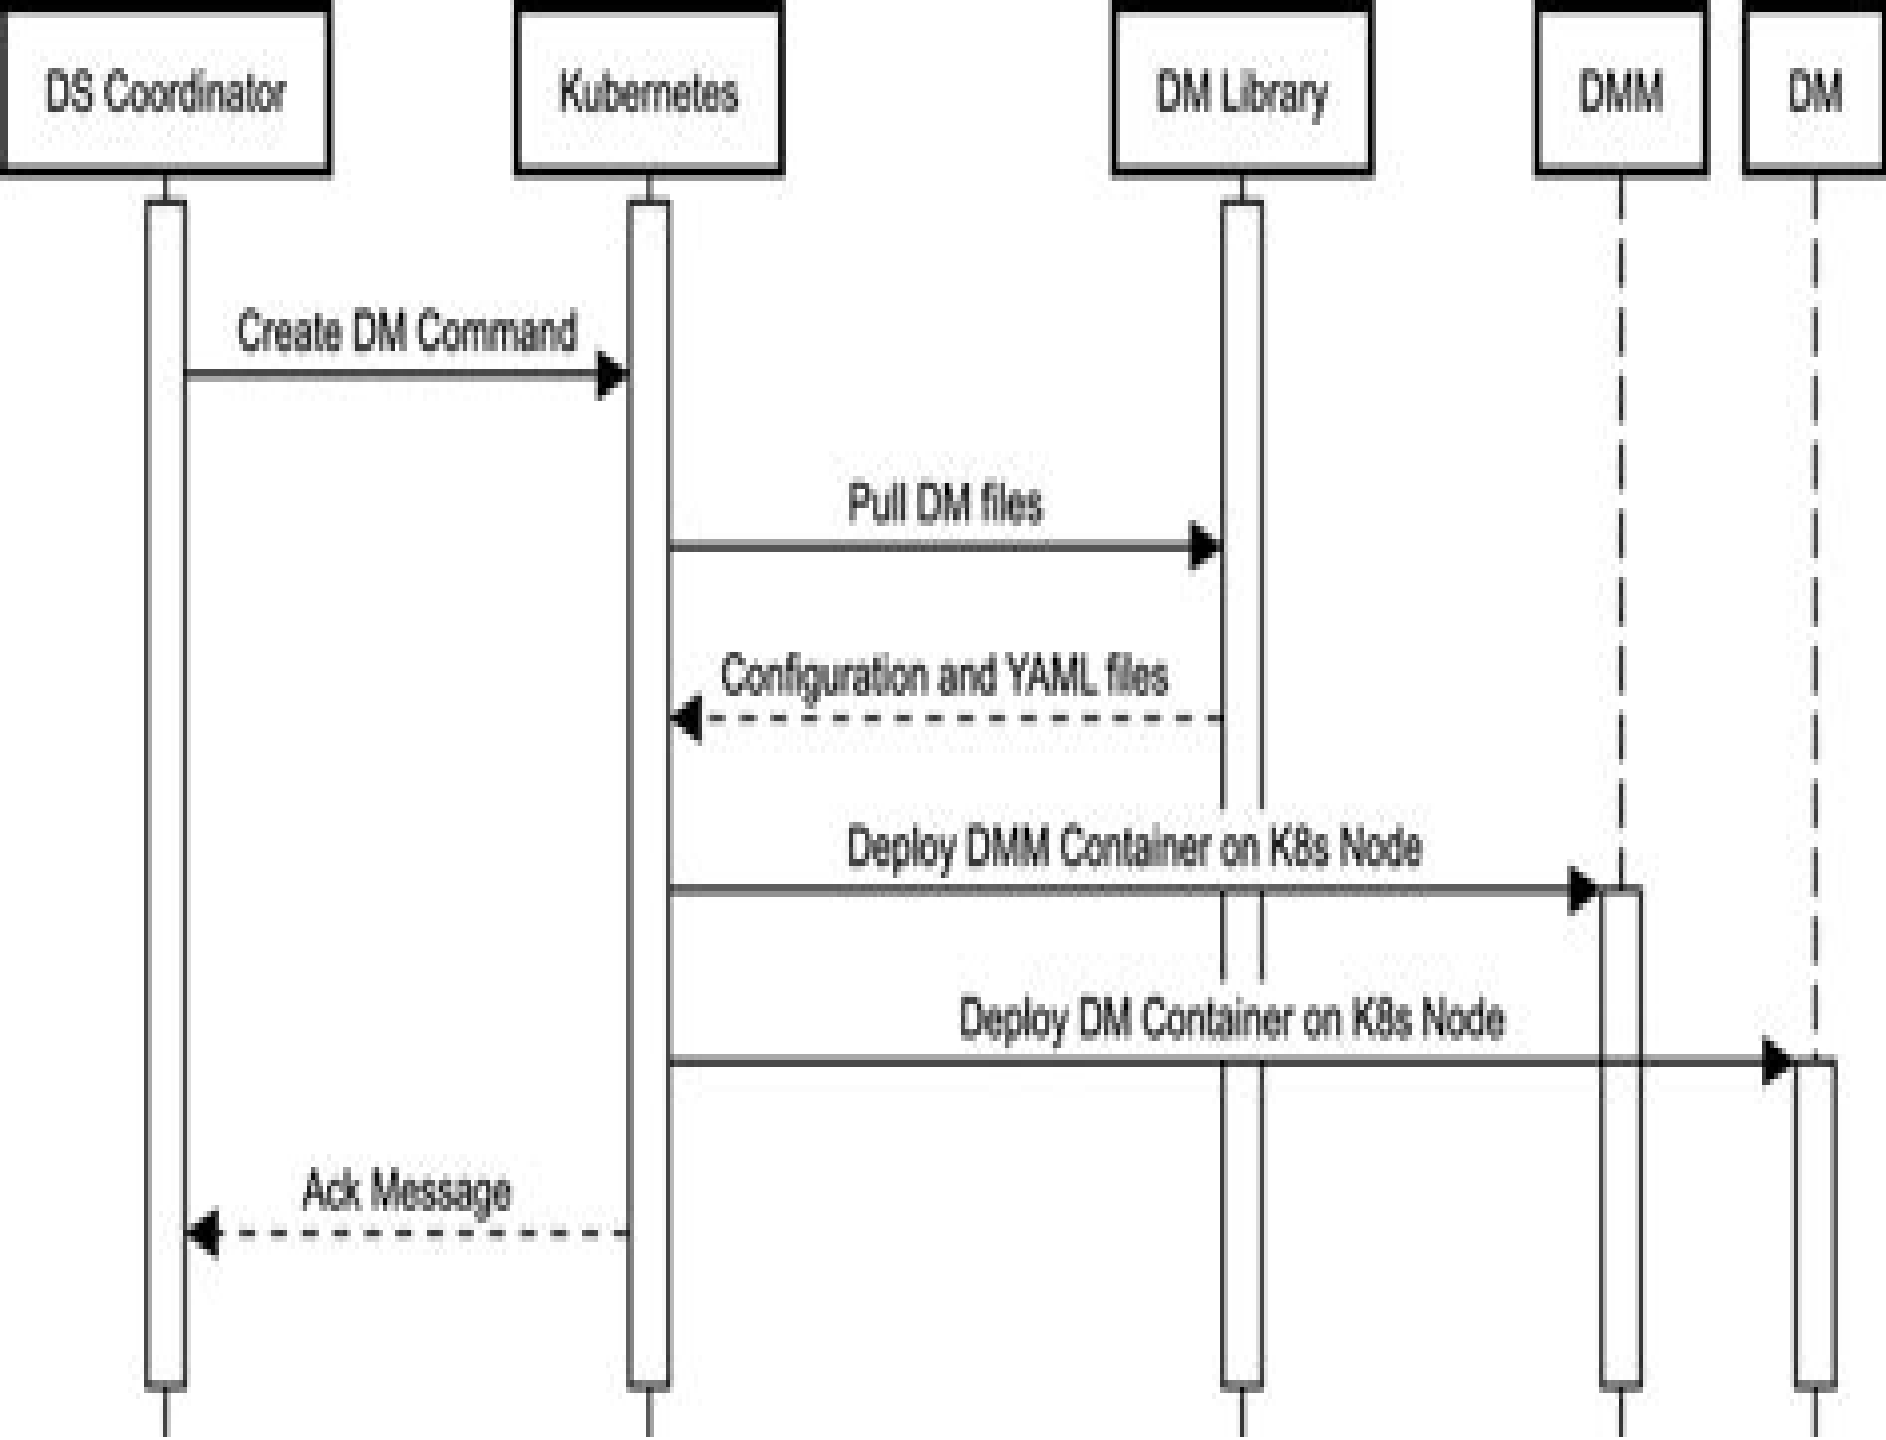 DS Coordinator
Kubernetes
DM Library
DMM
DM
Create DM Command
Pull DM files
Configuration and YAML files
Deploy DMM Container on K8s Node
Deploy DM Container on K8s Node
Ack Message